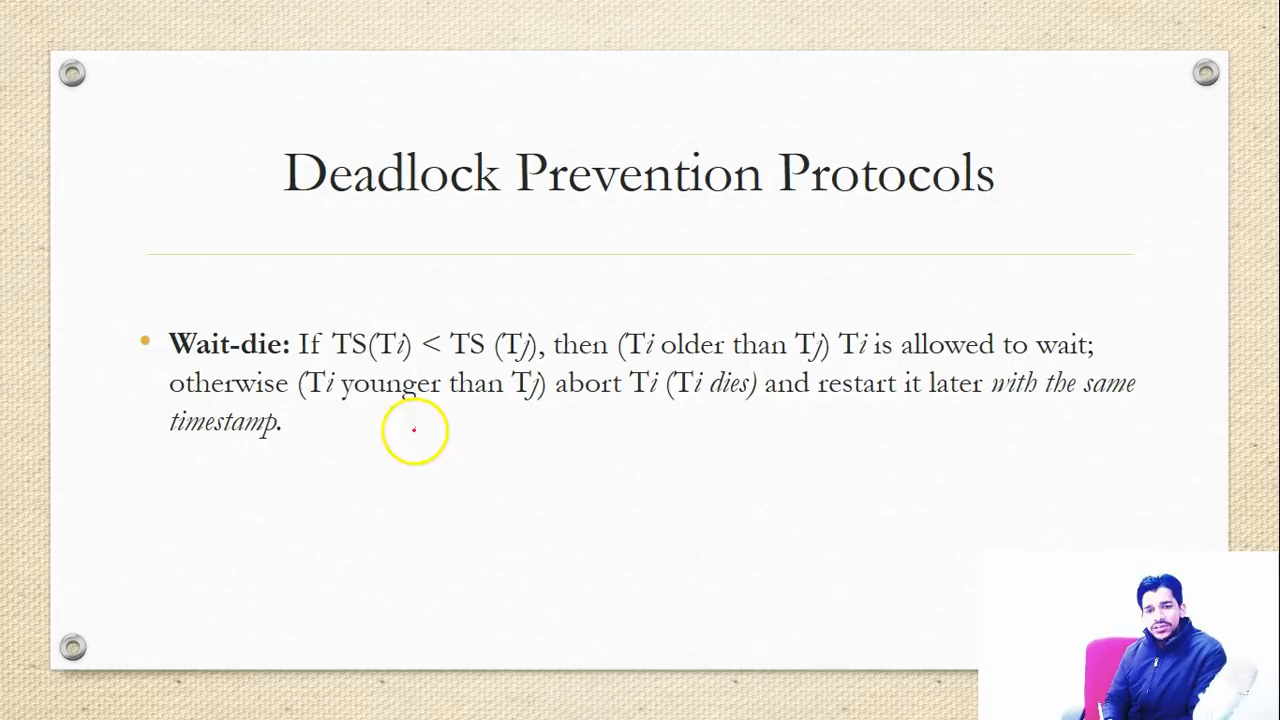 Deadlock Prevention Protocols
• Wait-die: If TS(Ti) < TS (Tj), then (Ti older than Tj) Ti is allowed to wait;
otherwise (Ti younger than Tj) abort Ti (Ti dies) and restart it later with the same
timestamp.